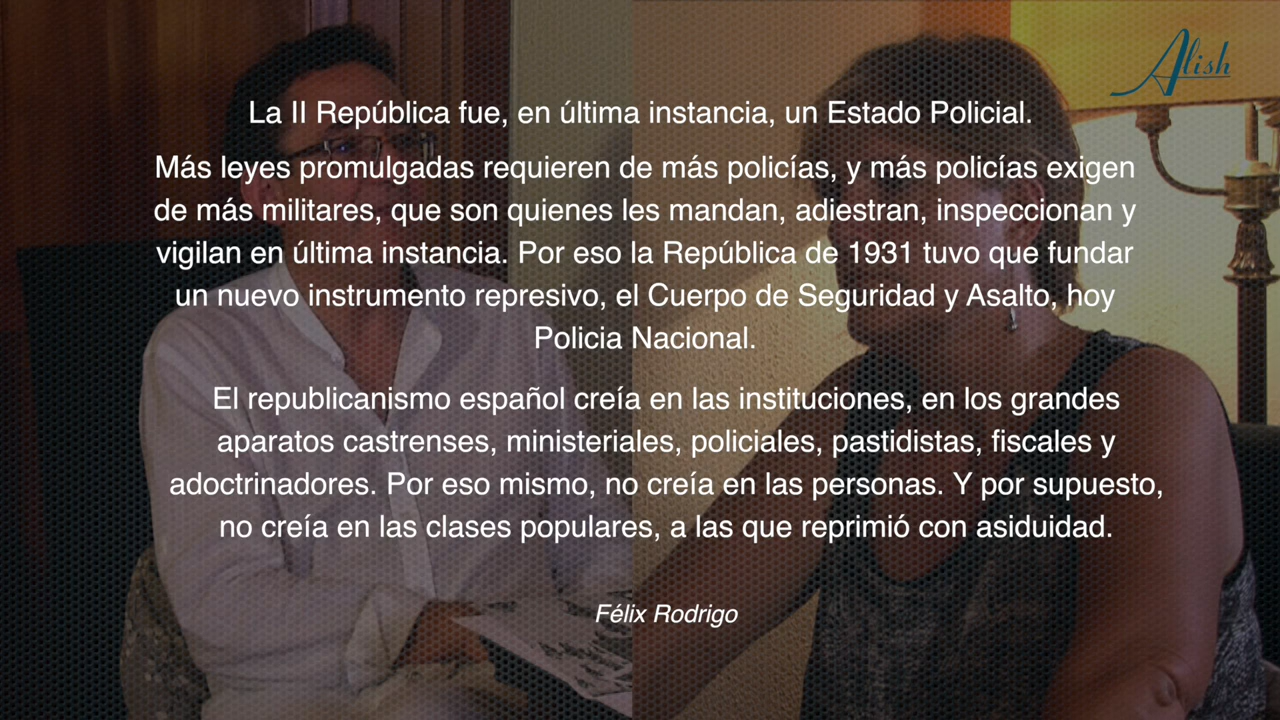 Alish
La II República fue, en última instancia, un Estado Policial.
Más leyes promulgadas requieren de más policías, y más policías exigen
de más militares, que son quienes les mandan, adiestran, inspeccionan y
vigilan en última instancia. Por eso la República de 1931 tuvo que fundar
un nuevo instrumento represivo, el Cuerpo de Seguridad y Asalto, hoy
Policia Nacional.
El republicanismo español creía en las instituciones, en los grandes
aparatos castrenses, ministeriales, policiales, pastidistas, fiscales y
adoctrinadores. Por eso mismo, no creía en las personas. Y por supuesto,
no creía en las clases populares, a las que reprimió con asiduidad.
Félix Rodrigo